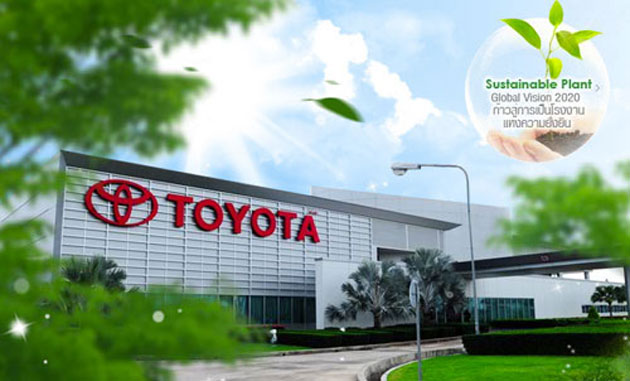 Sustainable Plant
Global Vision 2020
ก้าวสู่การเป็นโรงงาน
แห่งความยั่งยืน
TOYOTA